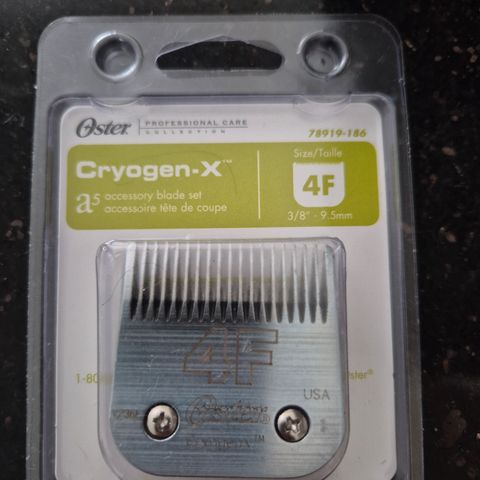 Oster PROFESSIONAL CARE
COLLECTION
78919-186
Cryogen-X™
a5 accessory blade set
accessoire tête de coupe
Size/Taille
4F
3/8" - 9.5mm
4F
USA
Oster